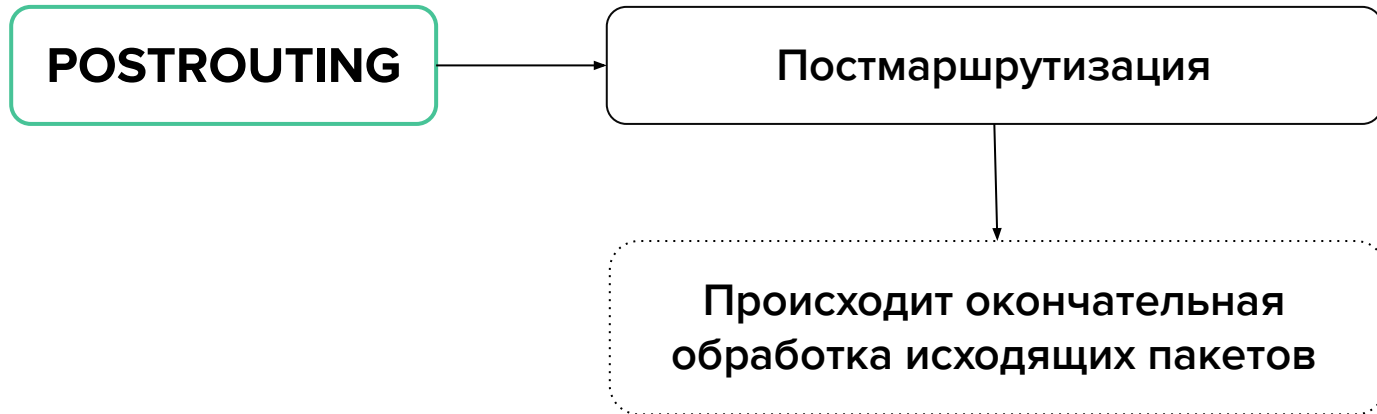 POSTROUTING
Постмаршрутизация
Происходит окончательная
обработка исходящих пакетов